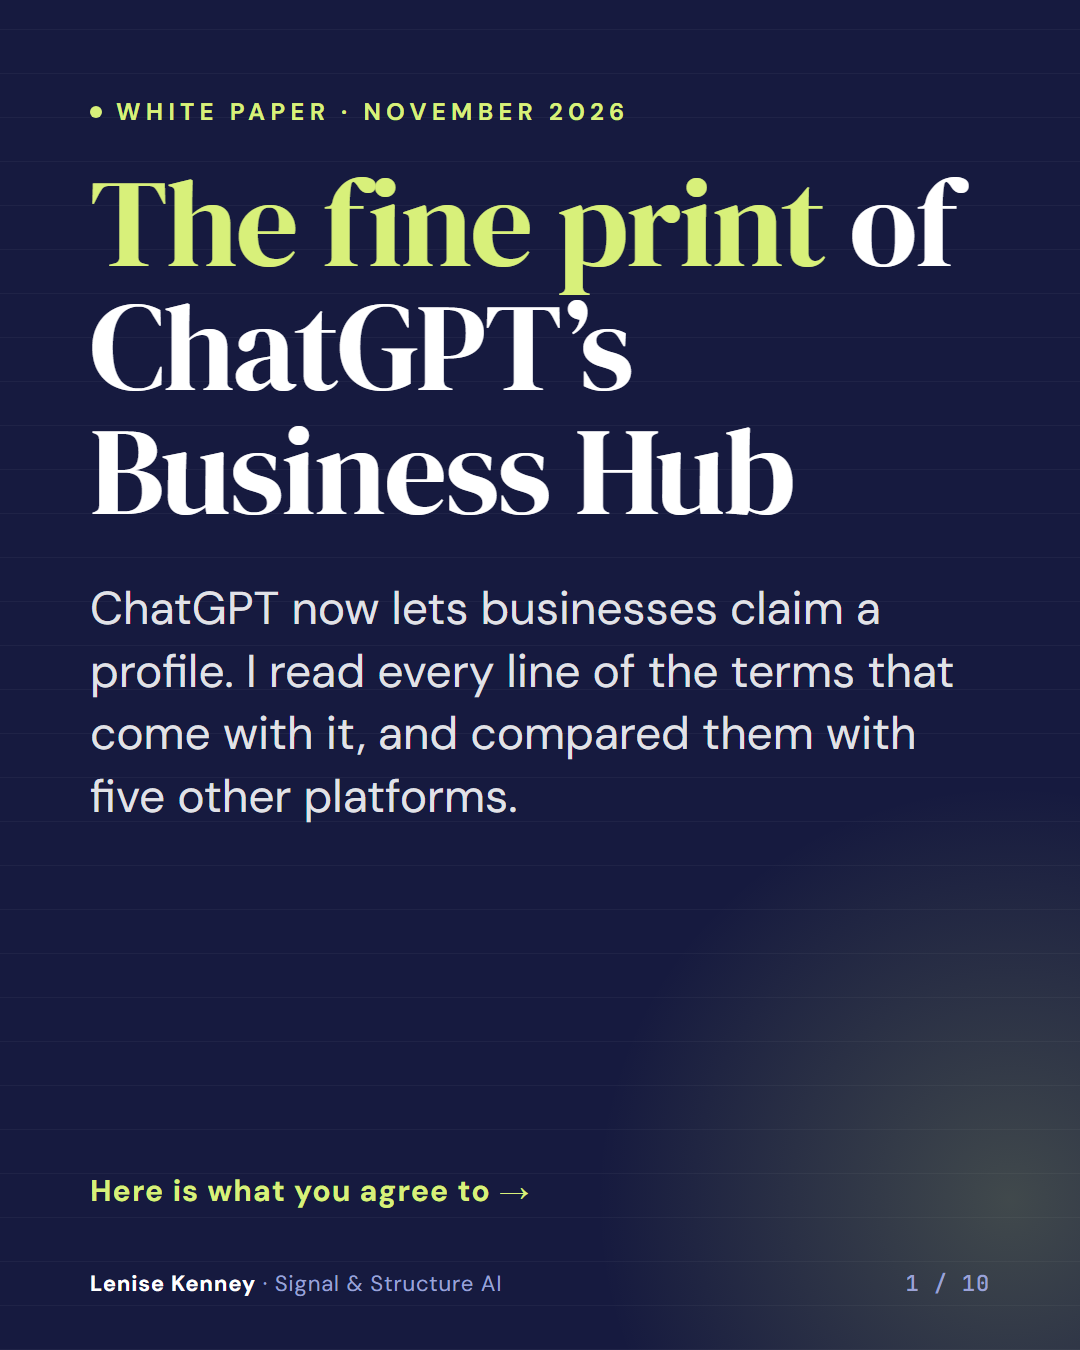 • WHITE PAPER · NOVEMBER 2026
The fine print of
ChatGPT’s
Business Hub
ChatGPT now lets businesses claim a
profile. I read every line of the terms that
come with it, and compared them with
five other platforms.
Here is what you agree to →
Lenise Kenney · Signal & Structure AI
1 / 10